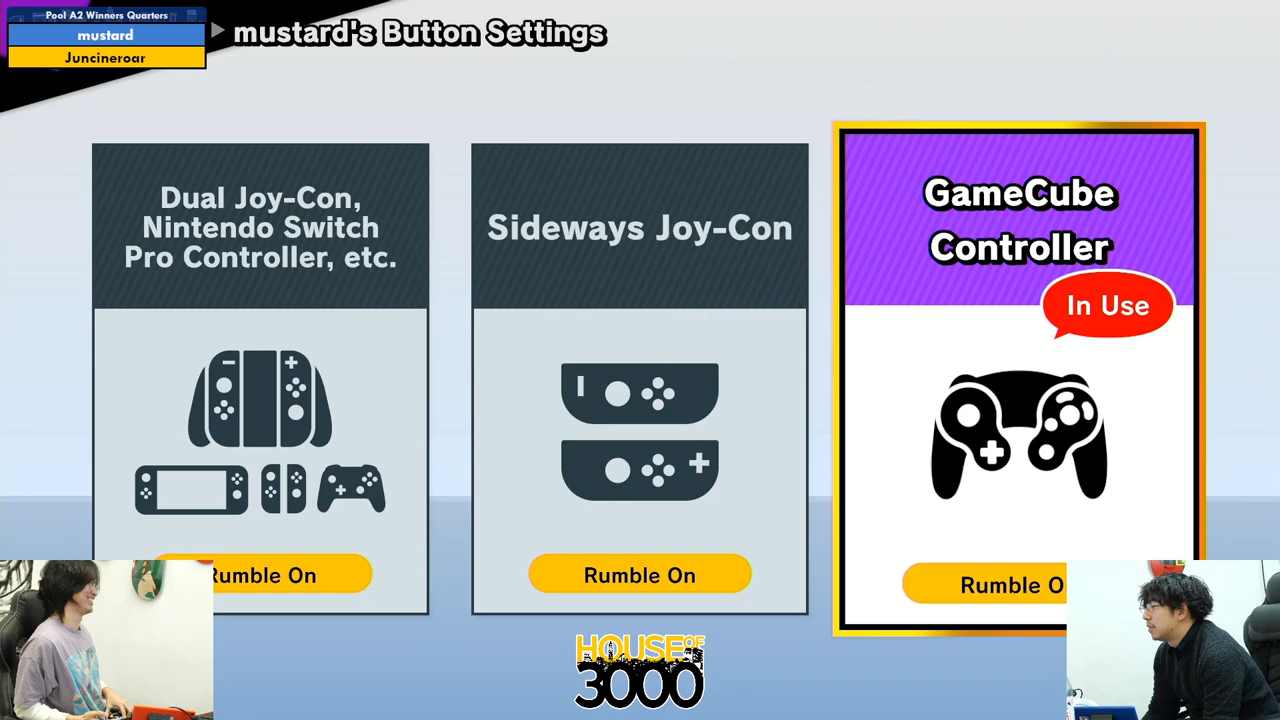 Pool A2 Winners Quarters
mustard
Juncineroar
mustard's Button Settings
Dual Joy-Con,
Nintendo Switch
Pro Controller, etc.
Sideways Joy-Con
GameCube
Controller
In Use
Rumble On
Rumble On
Rumble O
HOUSE OF
3000